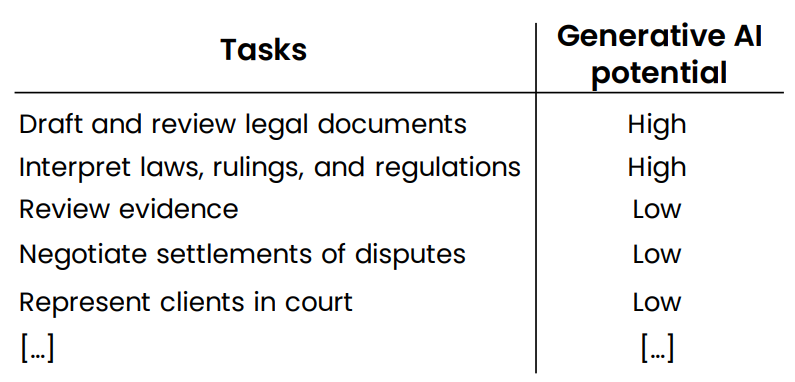 Tasks
Generative AI
potential
Draft and review legal documents
High
Interpret laws, rulings, and regulations
High
Review evidence
Low
Negotiate settlements of disputes
Low
Represent clients in court
Low
[…]
[…]